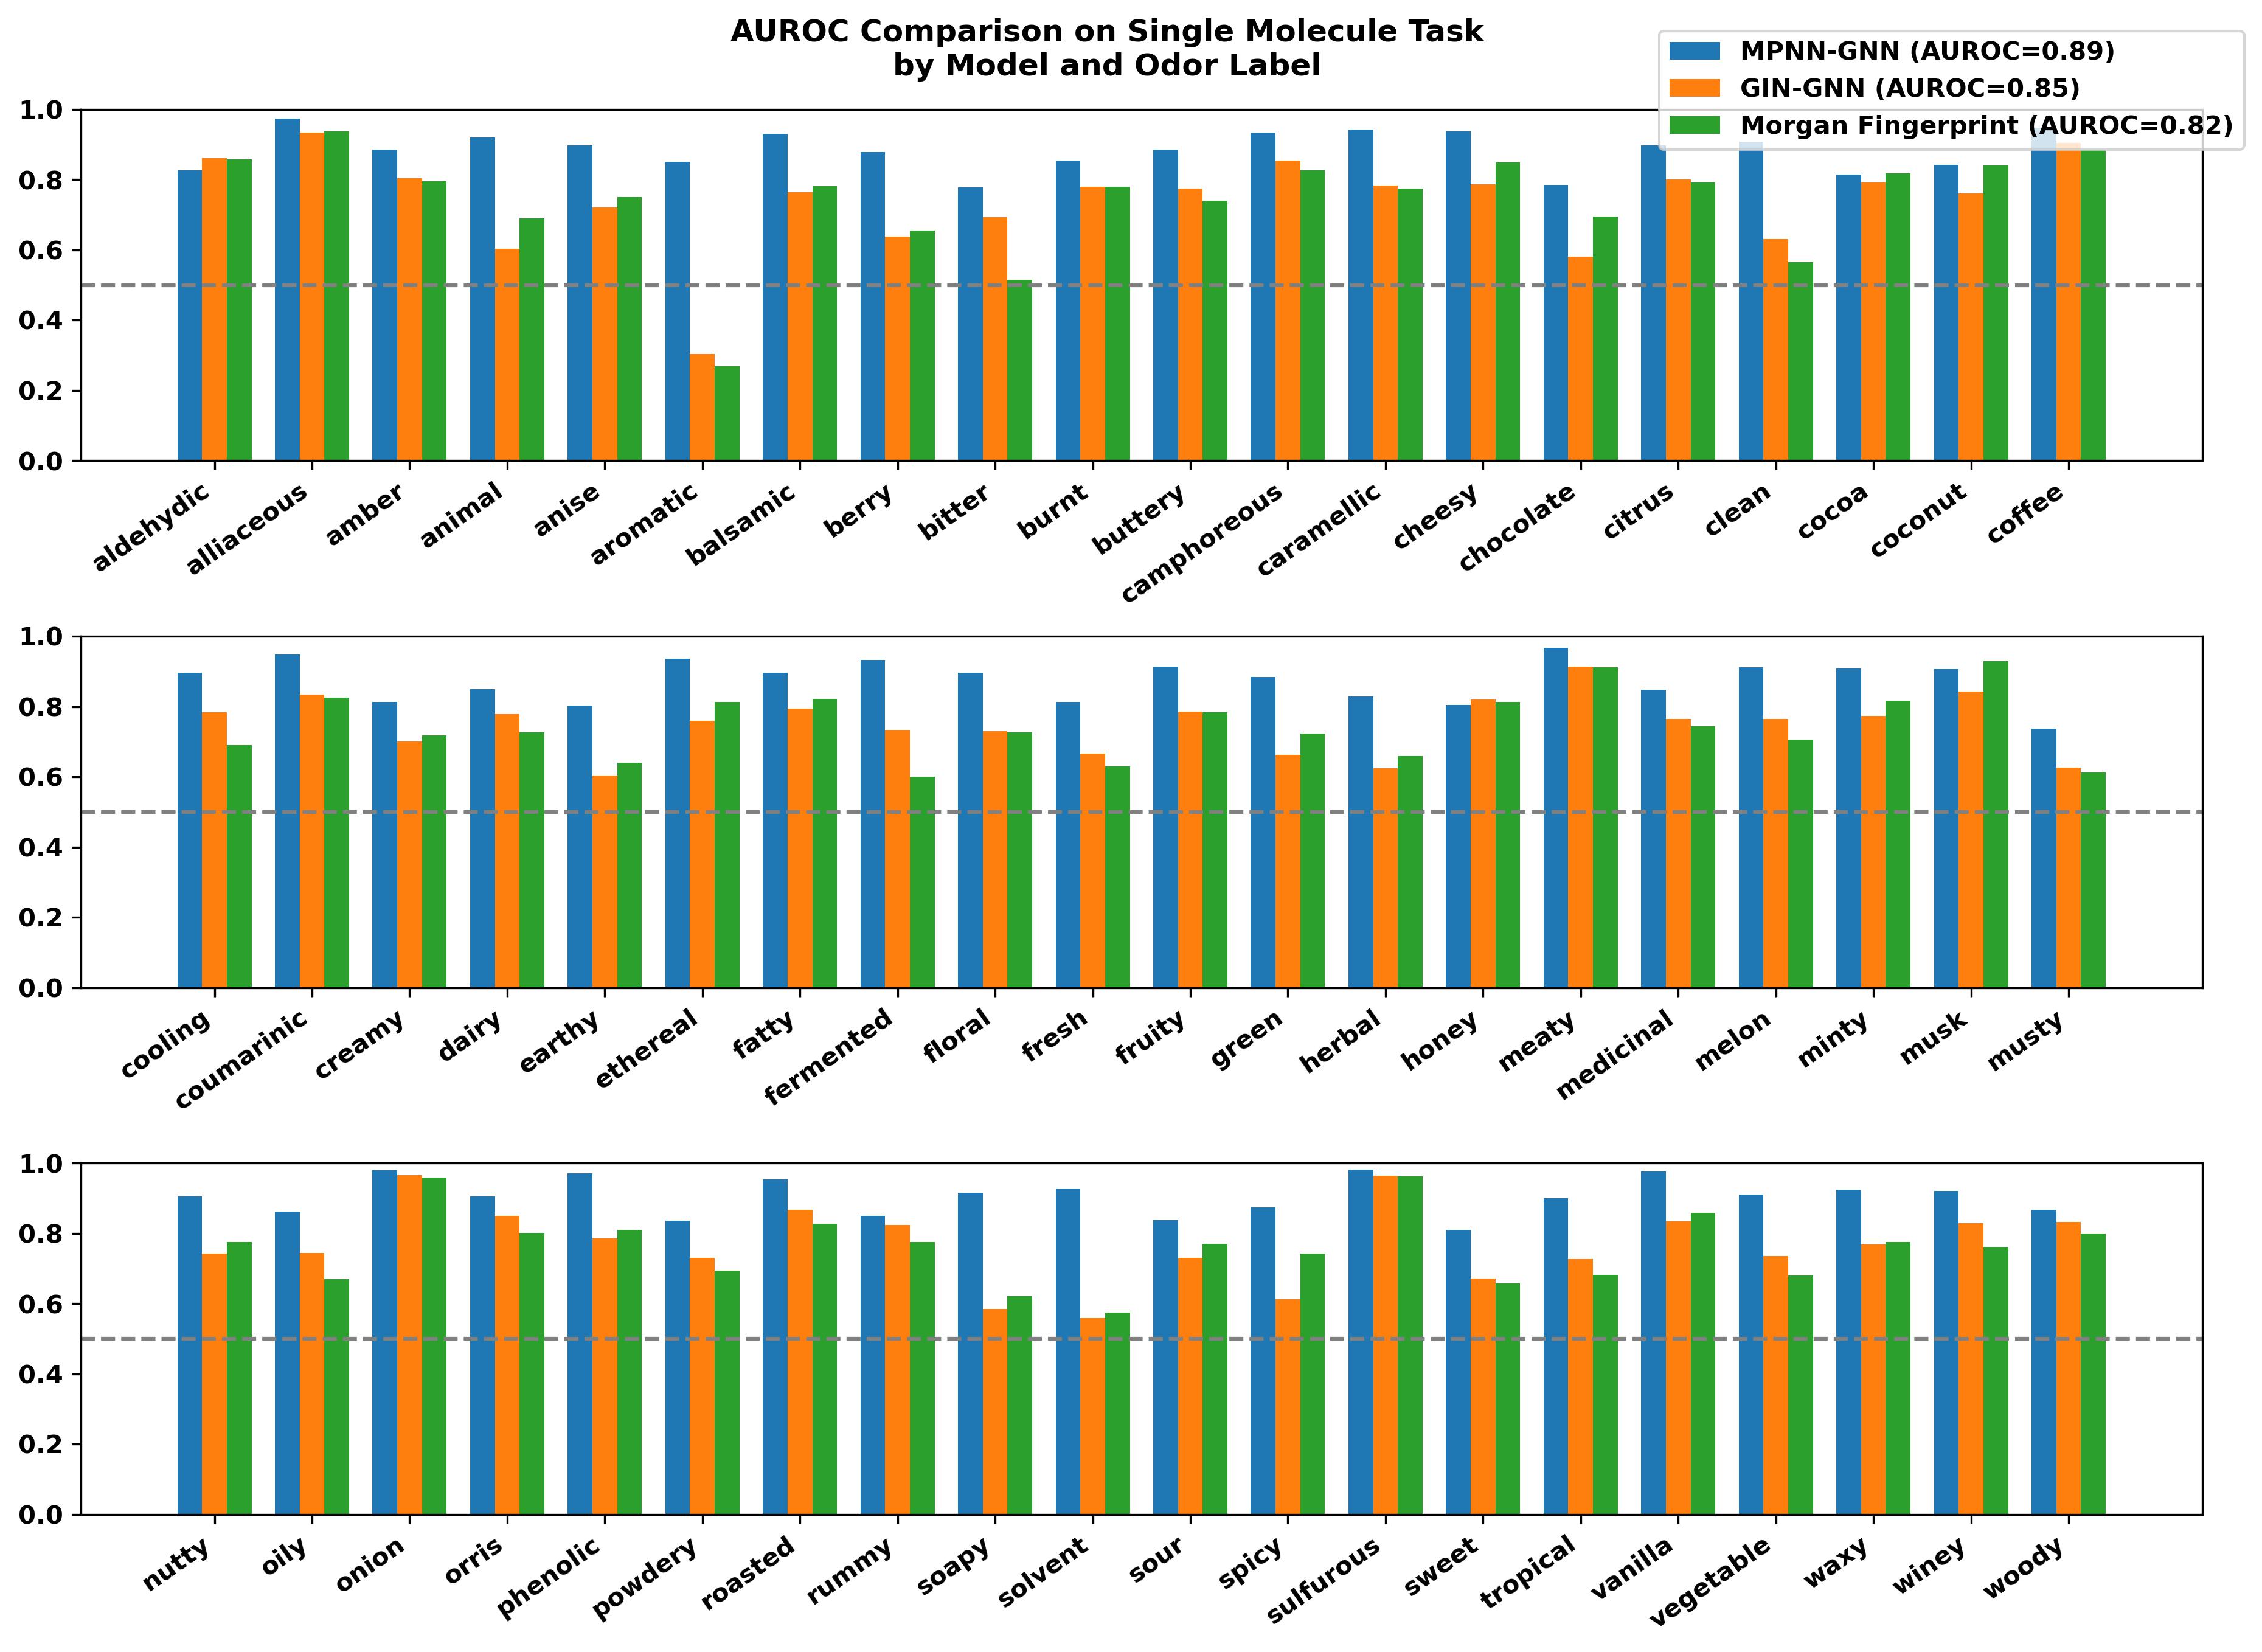 AUROC Comparison on Single Molecule Task
by Model and Odor Label
MPNN-GNN (AUROC=0.89)
GIN-GNN (AUROC=0.85)
Morgan Fingerprint (AUROC=0.82)
1.0
0.8
0.6
0.4
0.2
0.0
aldehydic
alliaceous
amber
animal
anise
aromatic
balsamic
berry
bitter
burnt
buttery
camphoreous
caramellic
cheesy
chocolate
citrus
clean
cocoa
coconut
coffee
1.0
0.8
0.6
0.4
0.2
0.0
cooling
coumarinic
creamy
dairy
earthy
ethereal
fatty
fermented
floral
fresh
fruity
green
herbal
honey
meaty
medicinal
melon
minty
musk
musty
1.0
0.8
0.6
0.4
0.2
0.0
nutty
oily
onion
orris
phenolic
powdery
roasted
rummy
soapy
solvent
sour
spicy
sulfurous
sweet
tropical
vanilla
vegetable
waxy
winey
woody